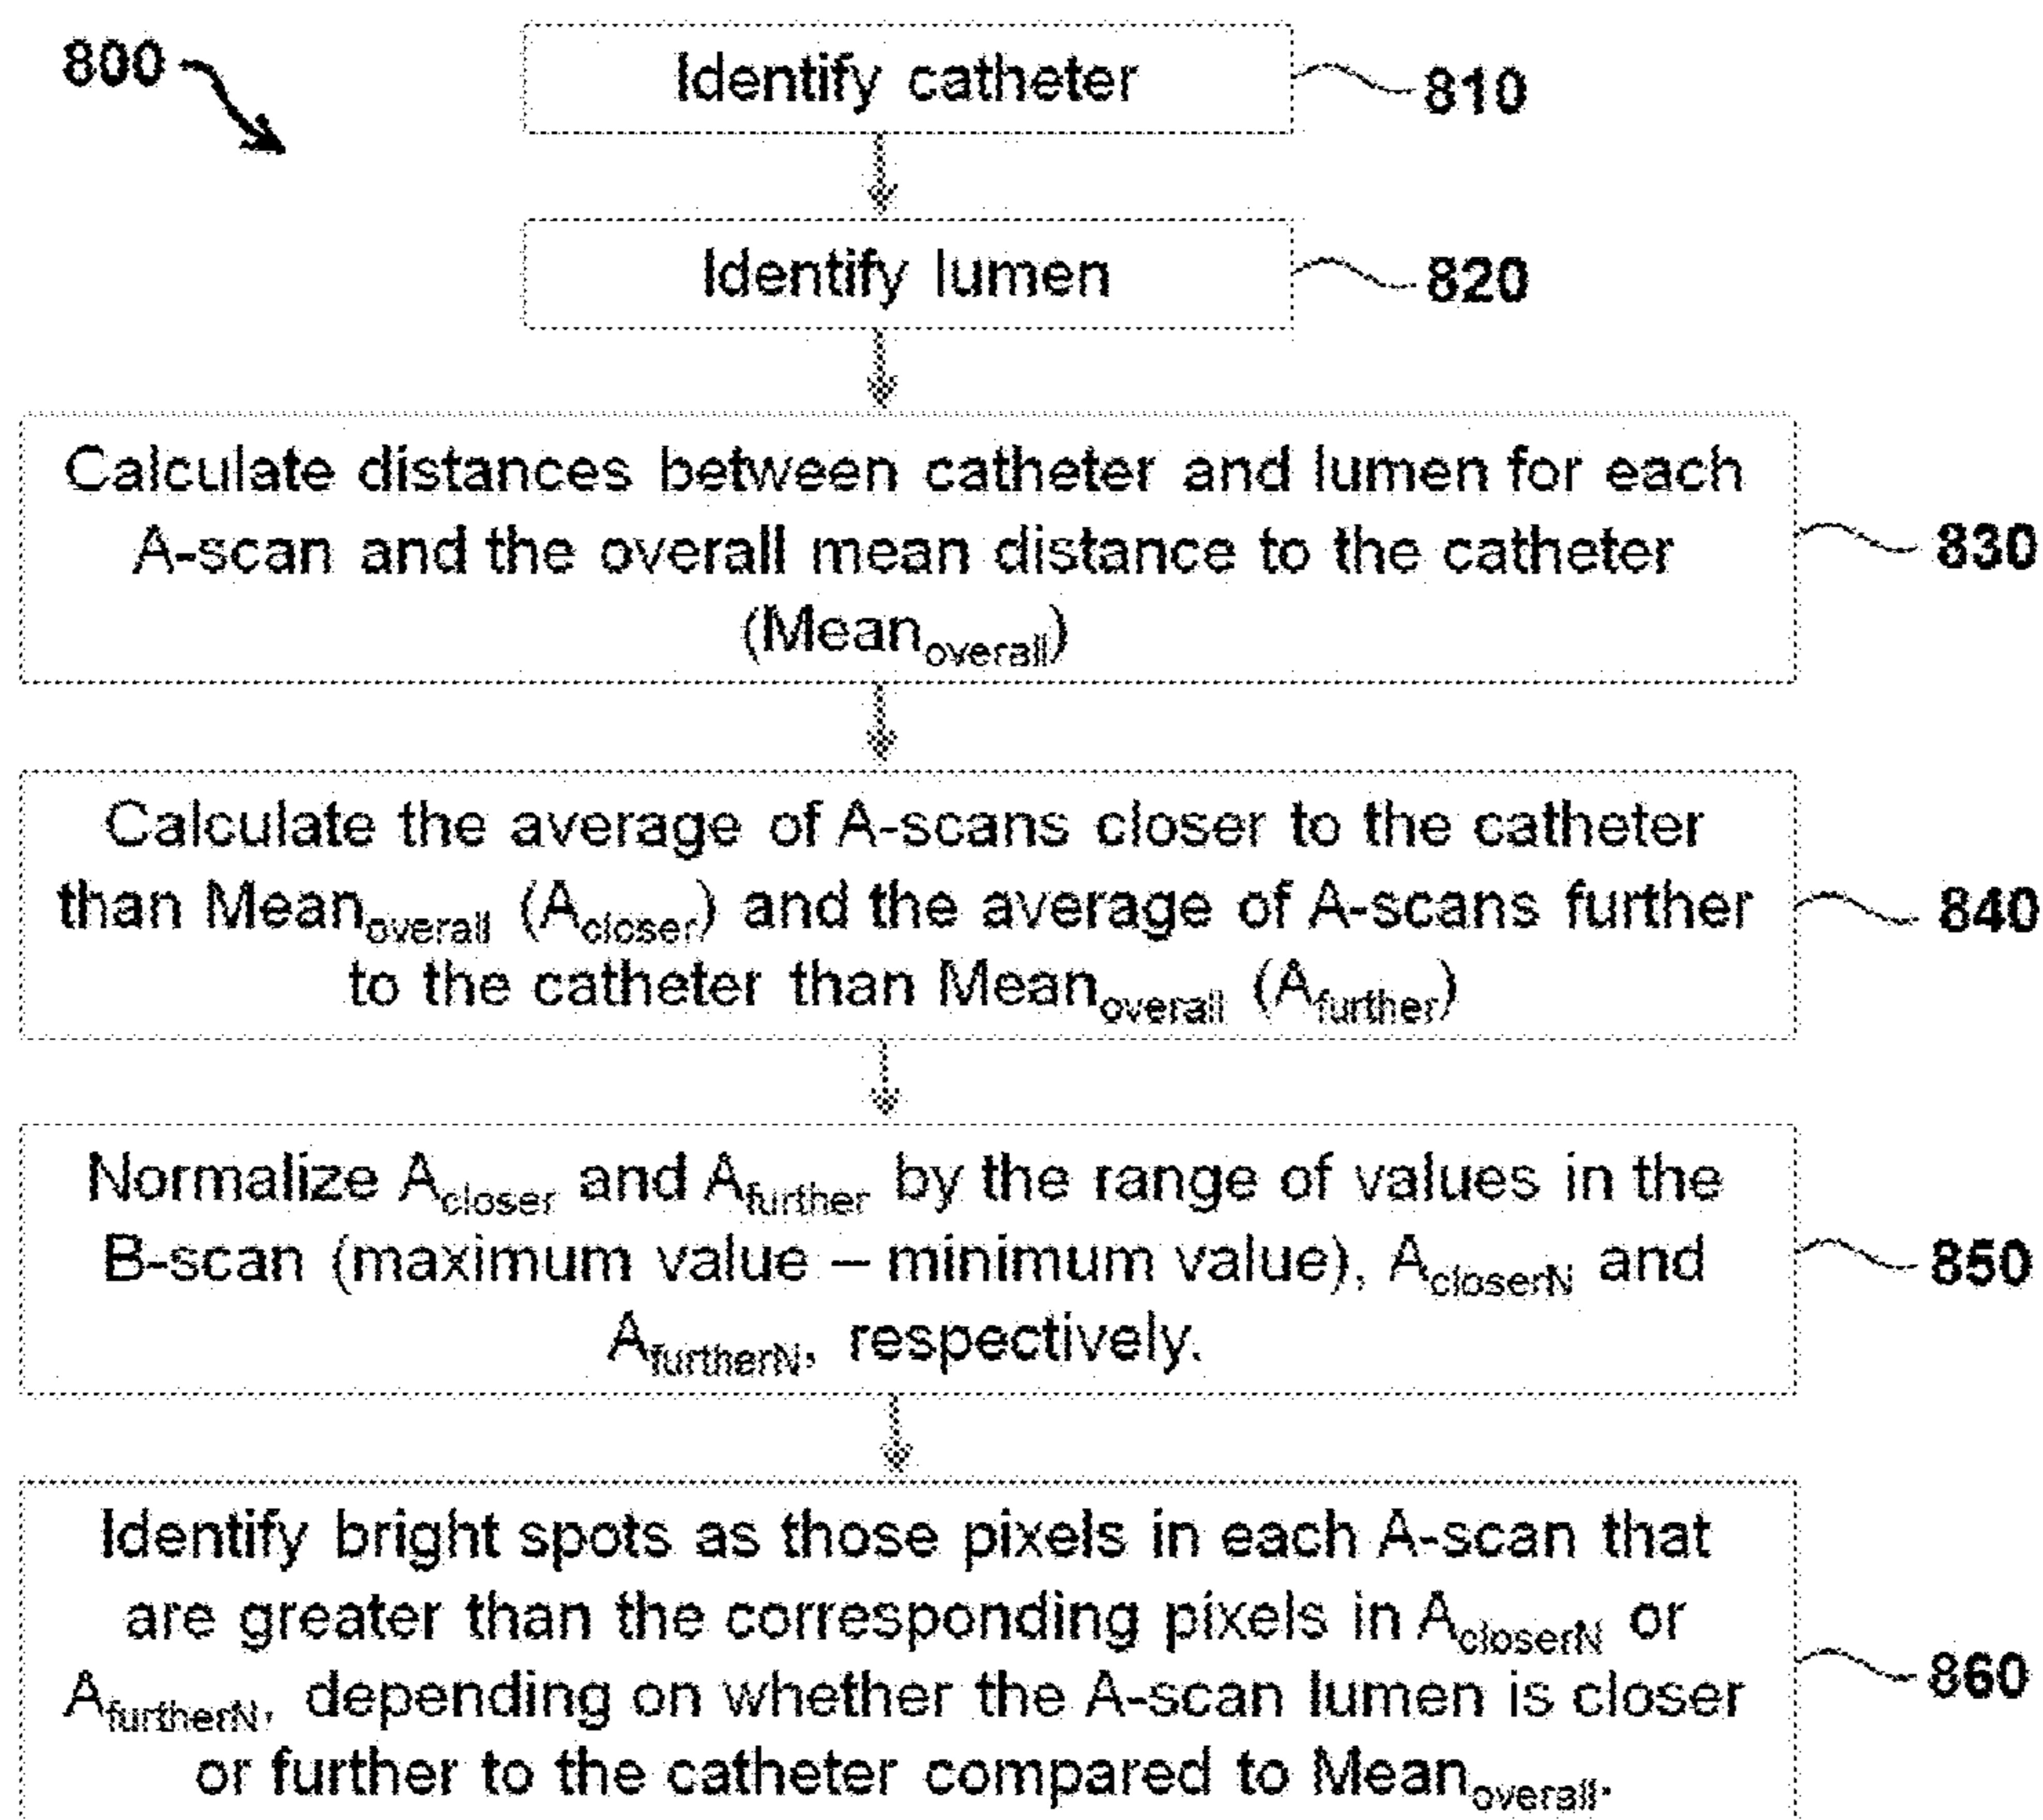 800
Identify catheter
810
Identify lumen
820
Calculate distances between catheter and lumen for each
A-scan and the overall mean distance to the catheter
(Meanoverall)
830
Calculate the average of A-scans closer to the catheter
than Meanoverall (Acloser) and the average of A-scans further
to the catheter than Meanoverall (Afurther)
840
Normalize Acloser and Afurther by the range of values in the
B-scan (maximum value – minimum value), AcloserN and
AfurtherN, respectively.
850
Identify bright spots as those pixels in each A-scan that
are greater than the corresponding pixels in AcloserN or
AfurtherN, depending on whether the A-scan lumen is closer
or further to the catheter compared to Meanoverall.
860